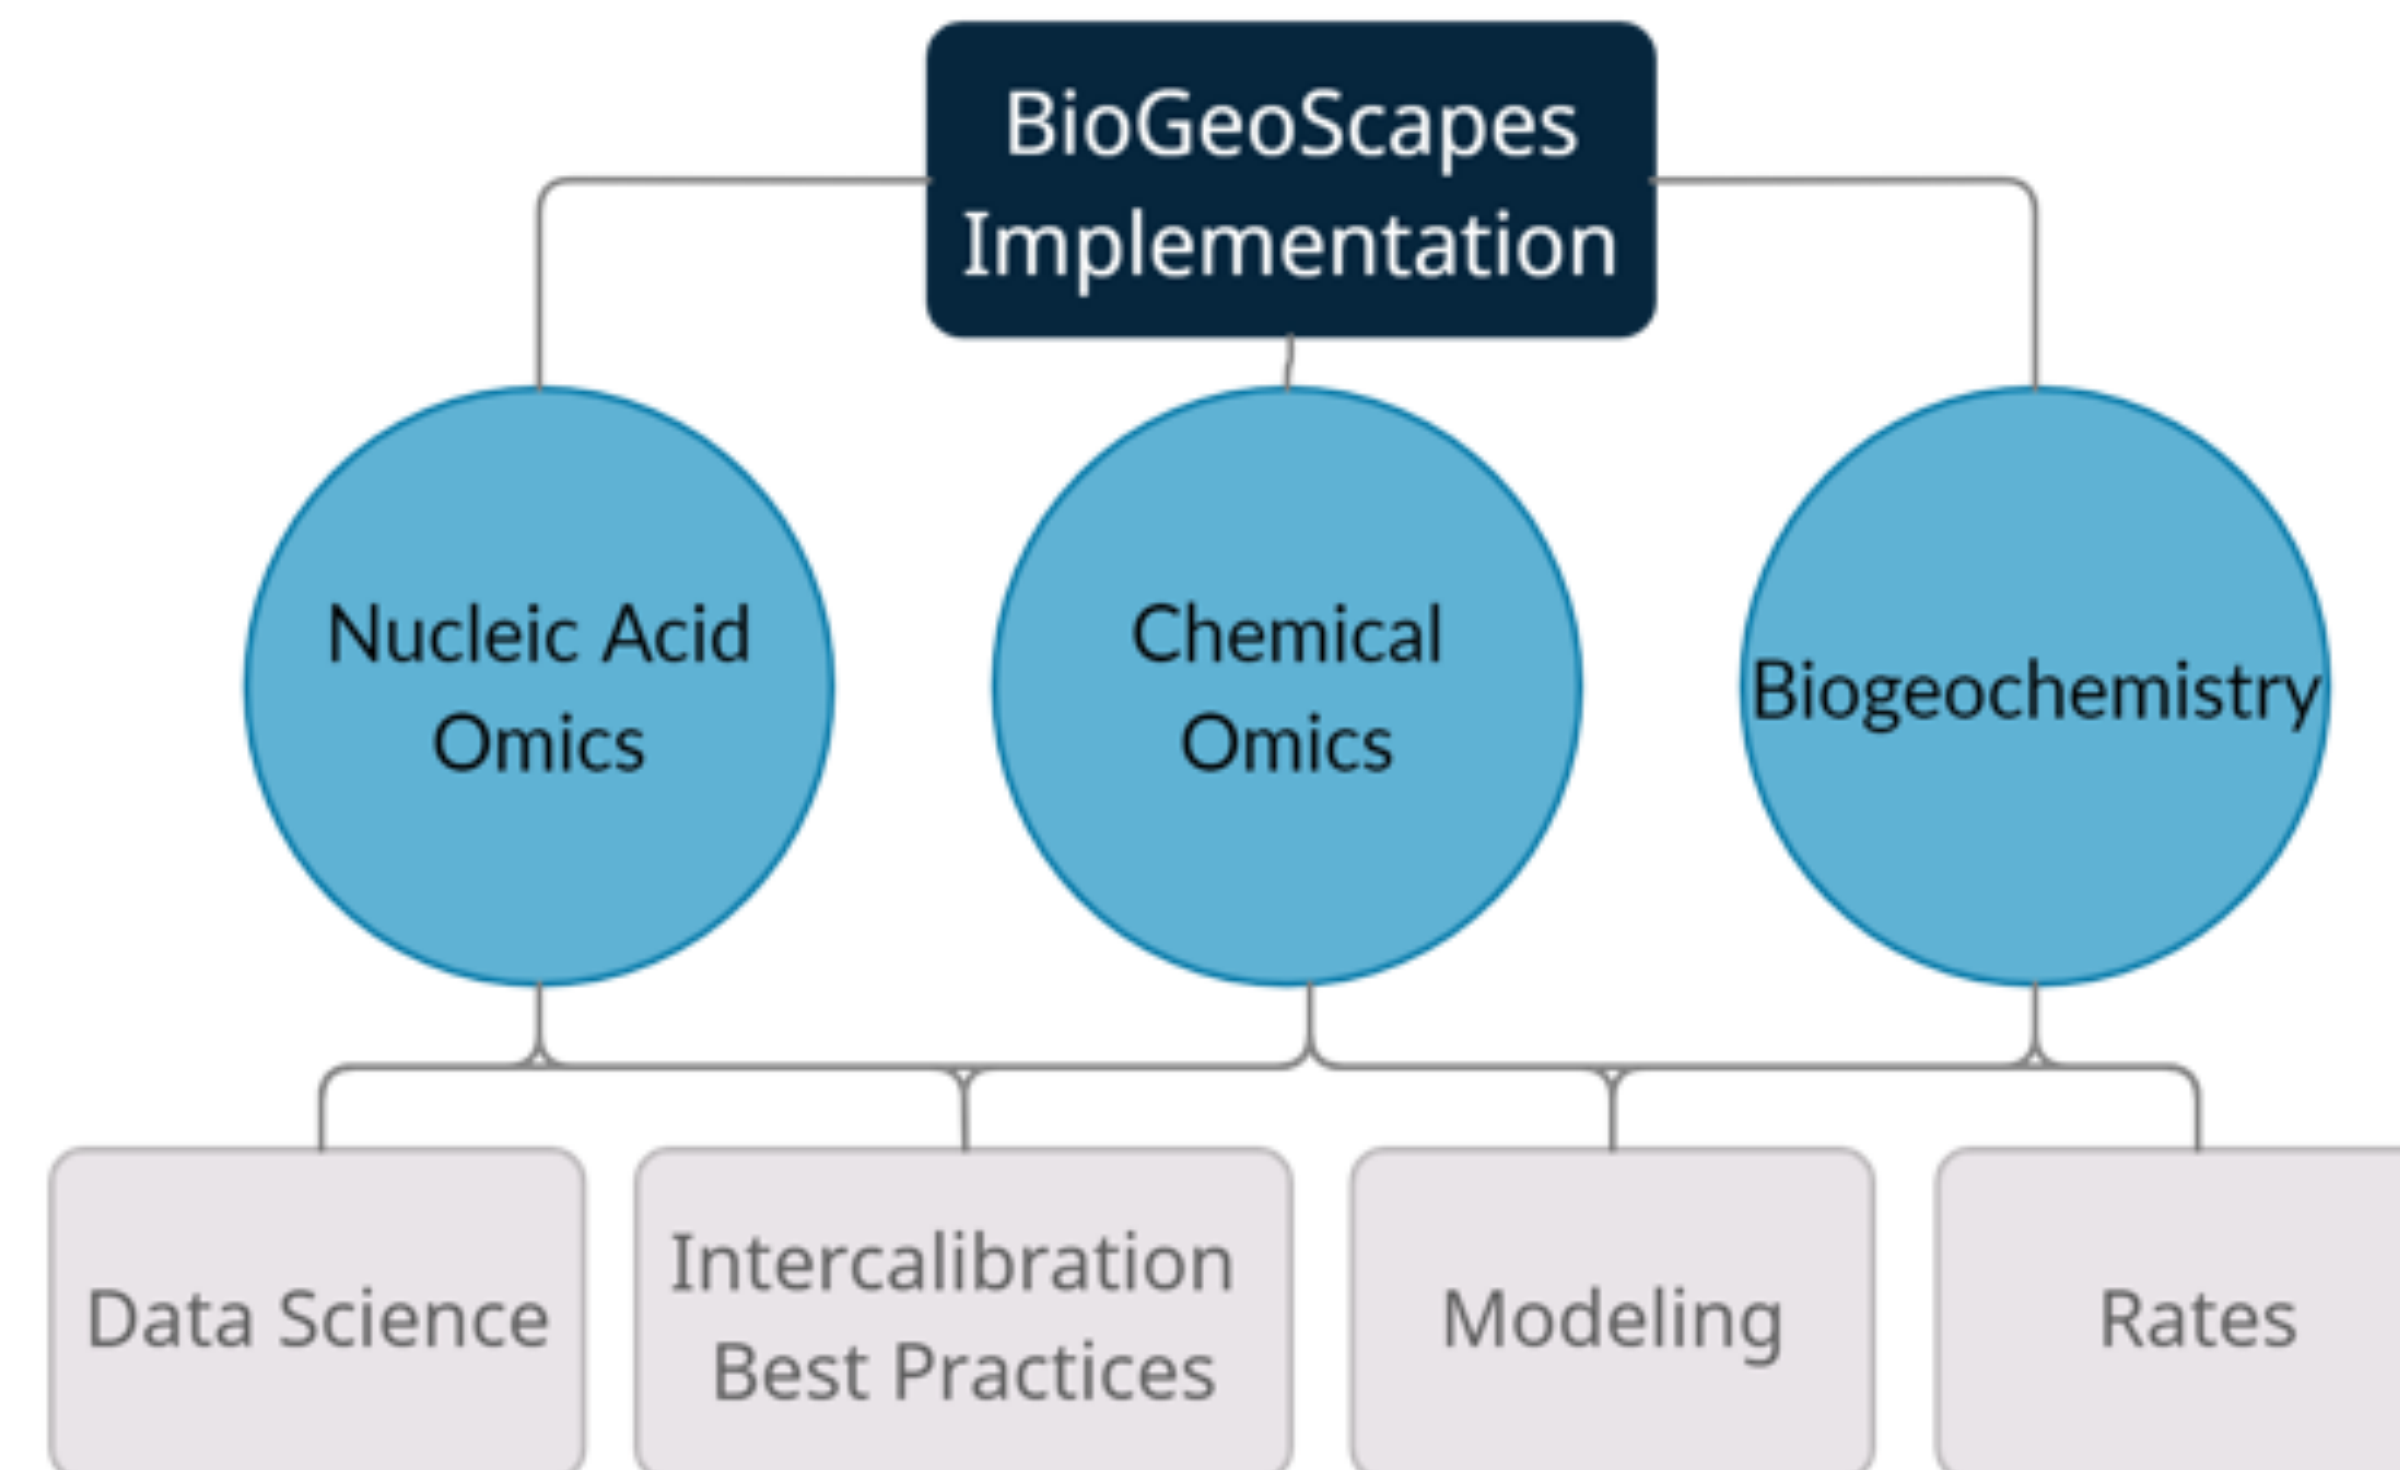 BioGeoScapes
Implementation
Nucleic Acid
Omics
Chemical
Omics
Biogeochemistry
Data Science
Intercalibration
Best Practices
Modeling
Rates